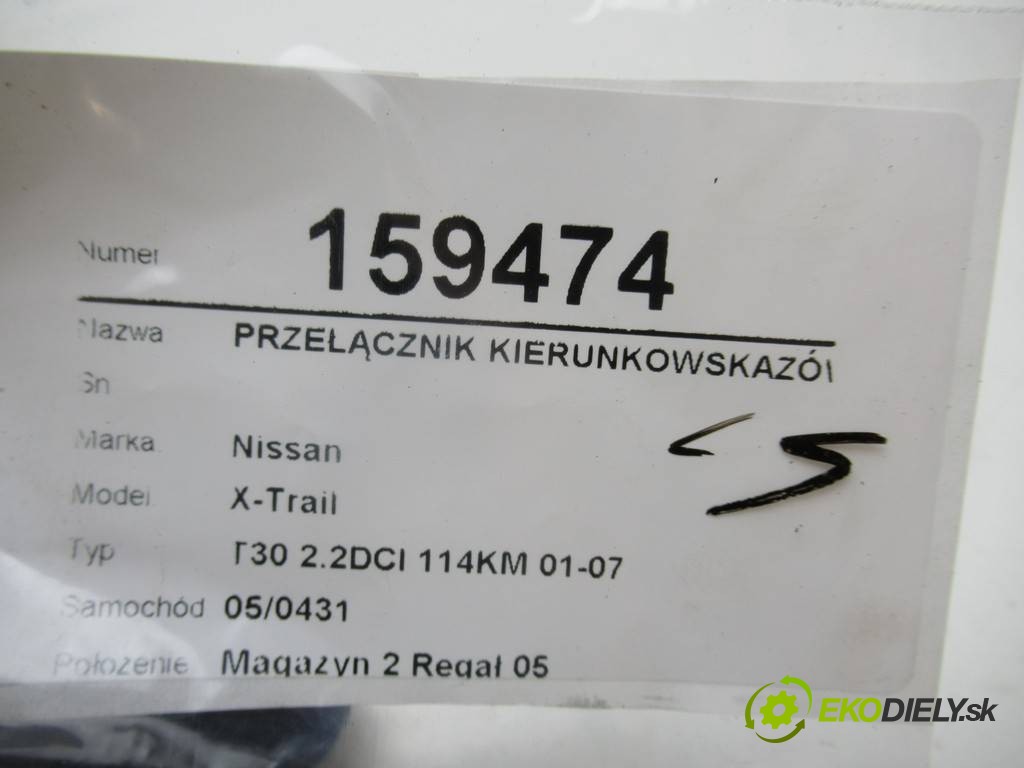 Numer 159474
Nazwa PRZEŁĄCZNIK KIERUNKOWSKAZÓ
Sn
Marka Nissan
Model X-Trail
Typ T30 2.2DCI 114KM 01-07
Samochód 05/0431
Położenie Magazyn 2 Regał 05
EKODIELY.sk